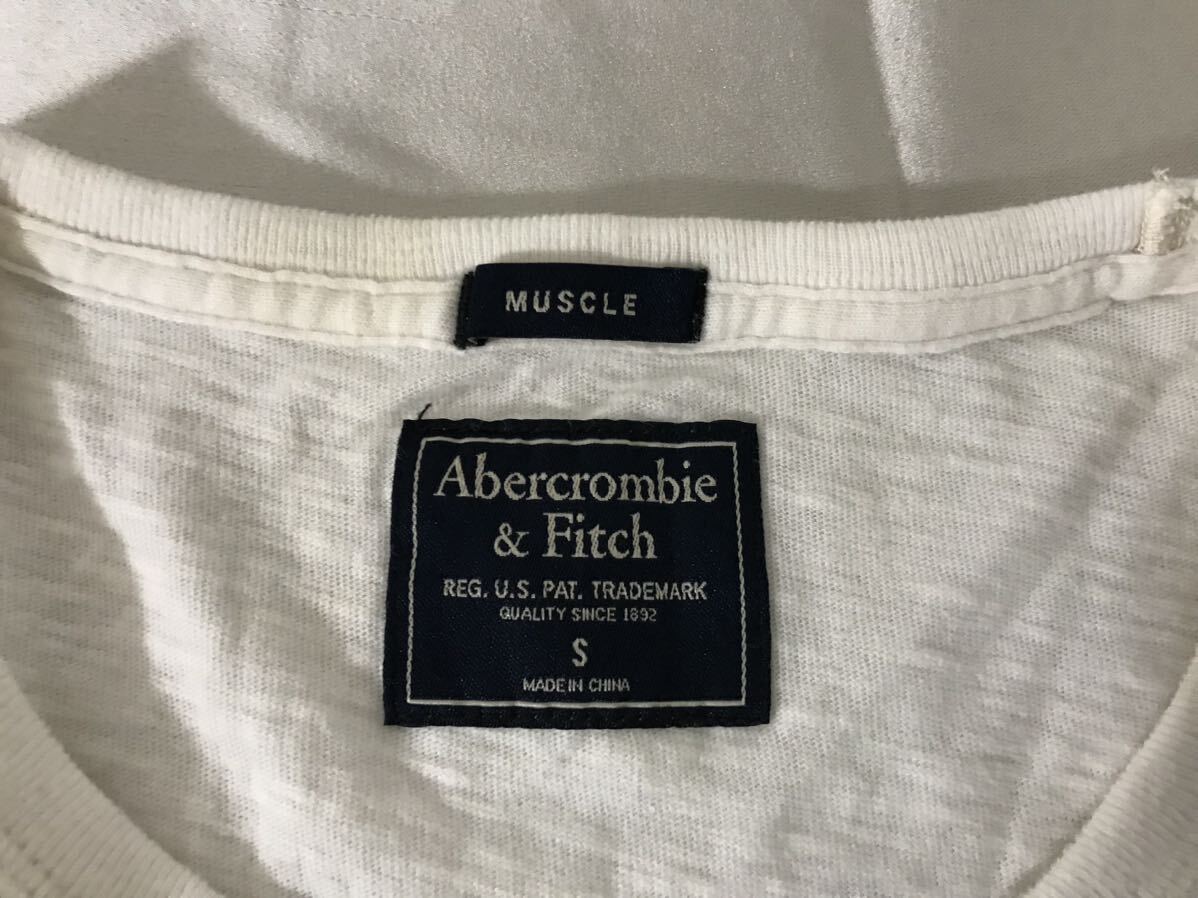 MUSCLE
Abercrombie
& Fitch
REG. U.S. PAT. TRADEMARK
QUALITY SINCE 1892
S
MADE IN CHINA